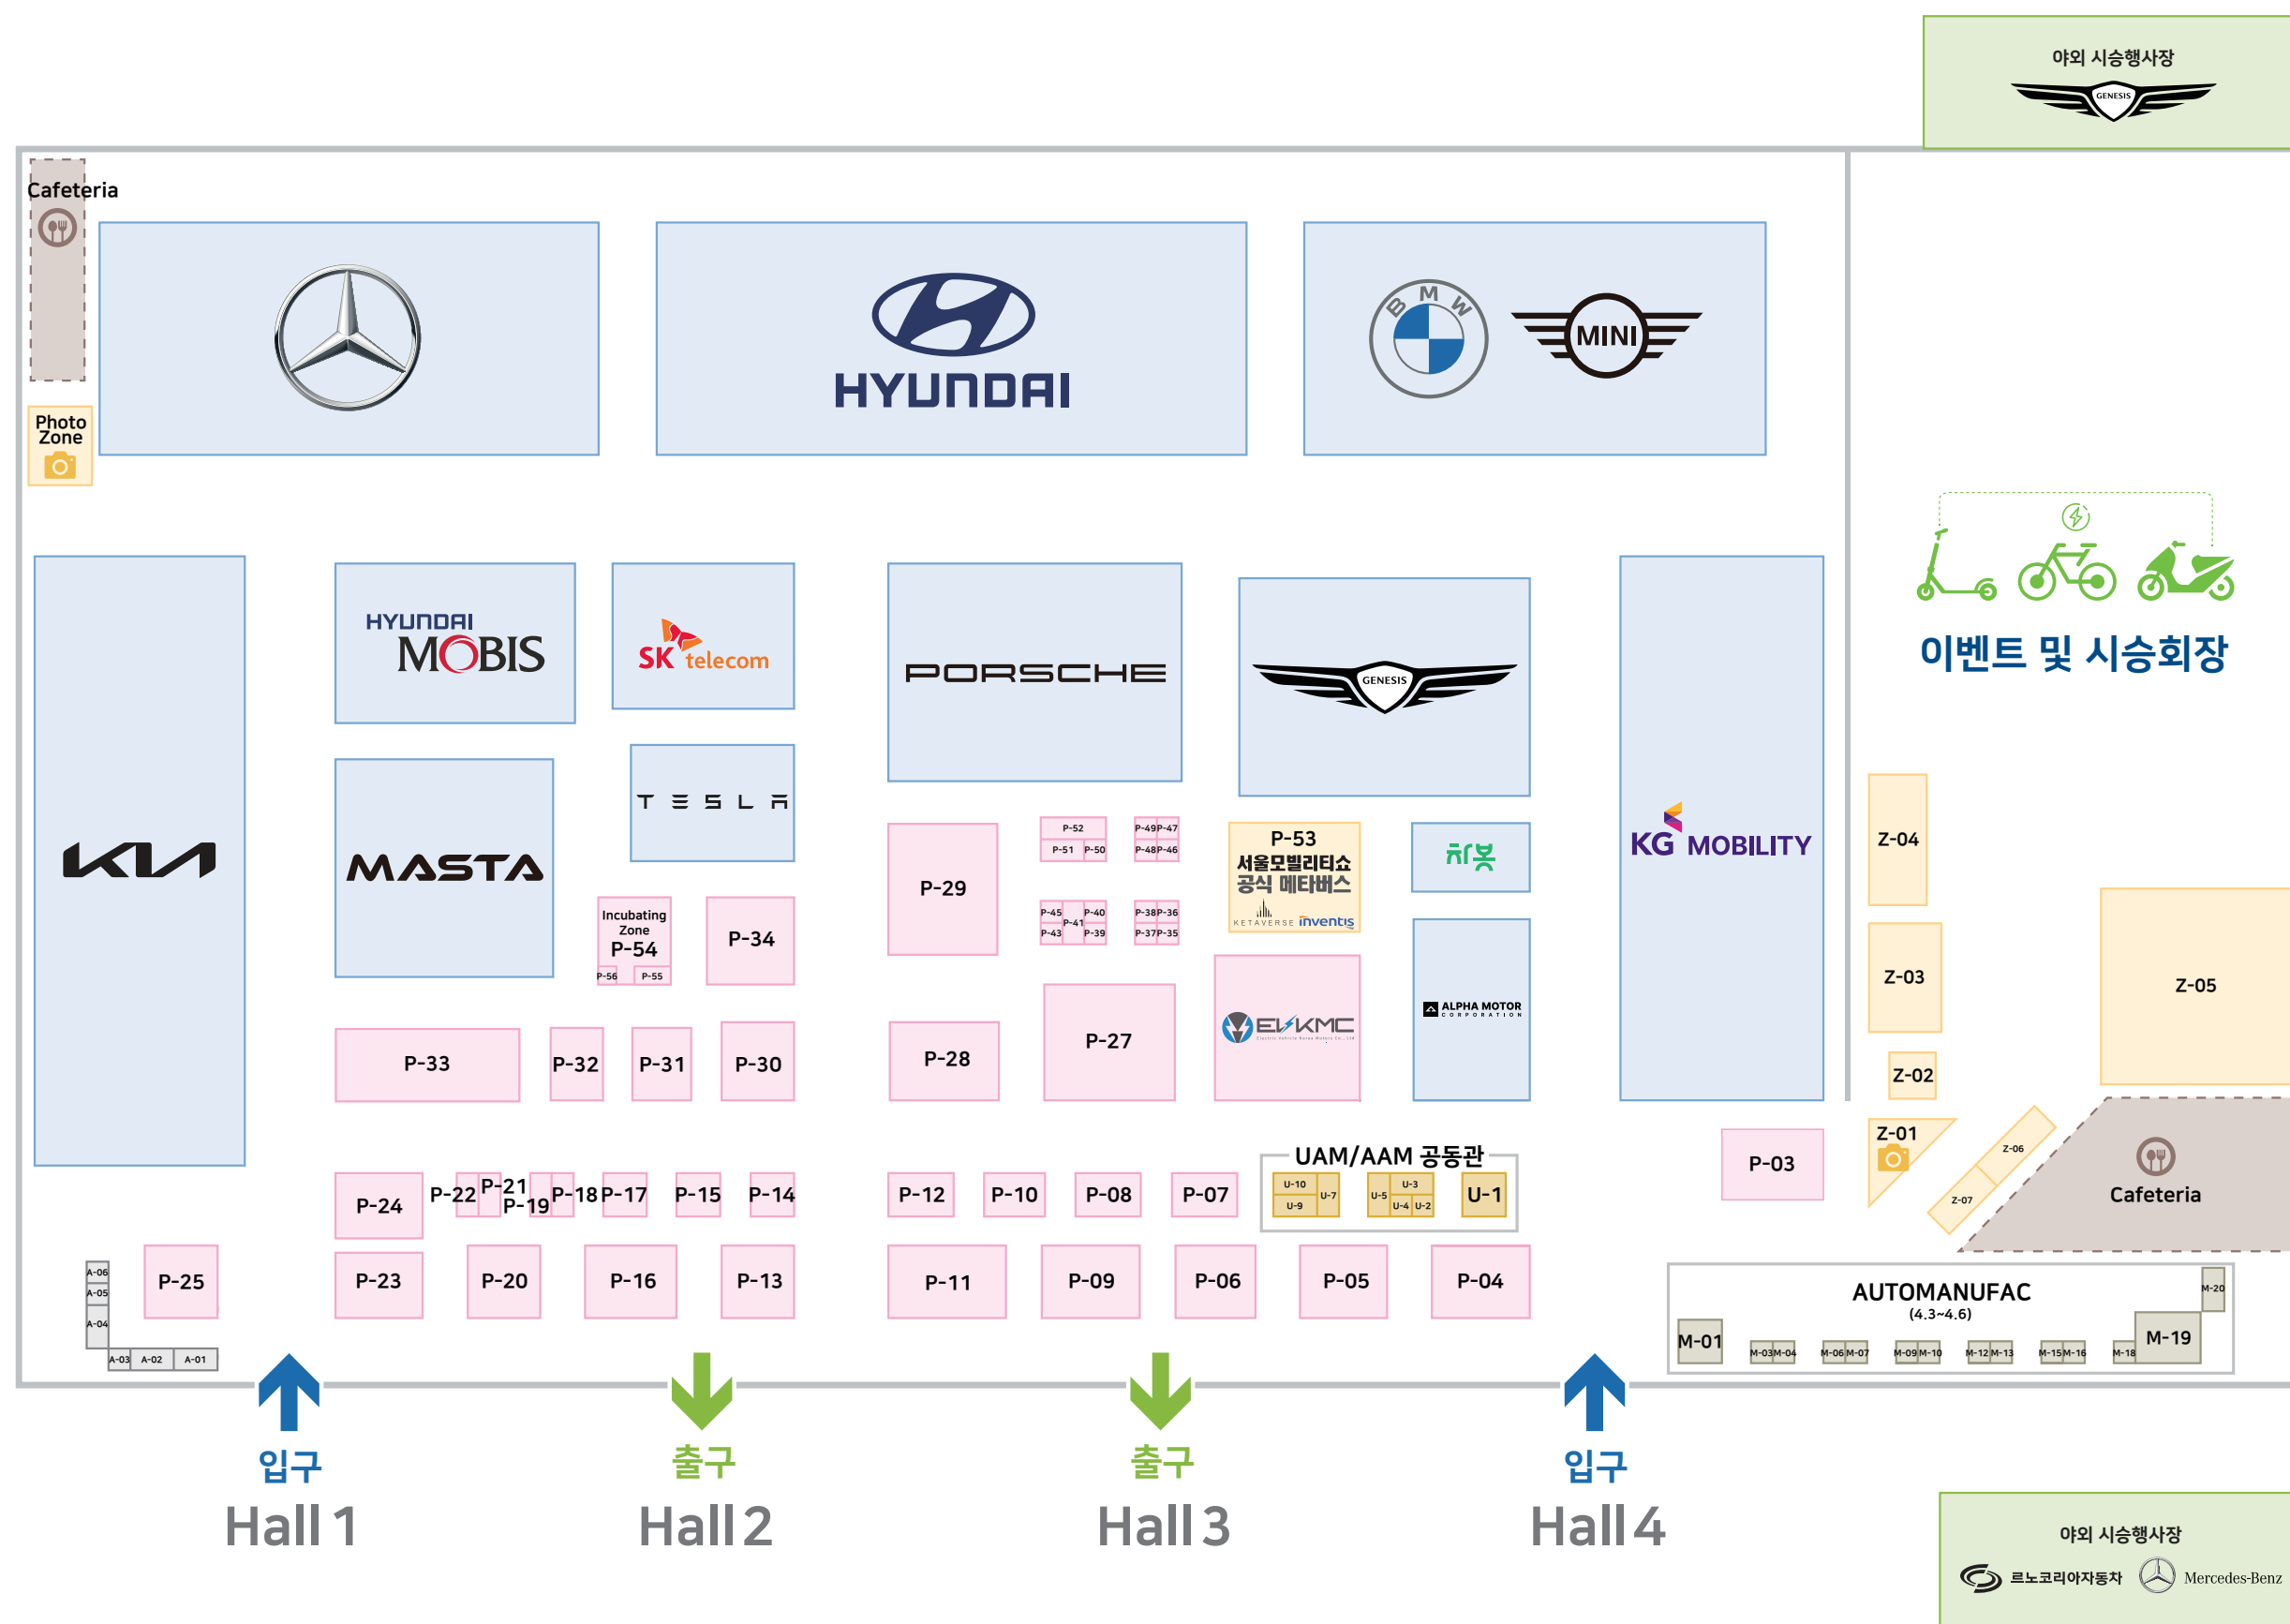 야외 시승행사장
GENESIS
Cafeteria
BMW
MINI
HYUNDAI
Photo
Zone
이벤트 및 시승회장
HYUNDAI
MOBIS
SK telecom
PORSCHE
GENESIS
KIA
MASTA
TESLA
KG MOBILITY
P-52
P-51 P-50
P-49 P-47
P-48 P-46
P-53
서울모빌리티쇼
공식 메타버스
KETAVERSE inventis
차봇
Z-04
P-29
P-45 P-41 P-40
P-43 P-39
P-38 P-36
P-37 P-35
Incubating
Zone
P-54
P-56 P-55
P-34
Z-03
Z-05
ALPHA MOTOR
CORPORATION
EVKMC
Electric Vehicle Korea Motors Co., Ltd
P-33
P-32
P-31
P-30
P-28
P-27
Z-02
Z-01
Z-06
Z-07
Cafeteria
UAM/AAM 공동관
U-10
U-9
U-7
U-5
U-3
U-4 U-2
U-1
P-03
P-24
P-22
P-21
P-19
P-18
P-17
P-15
P-14
P-12
P-10
P-08
P-07
A-06
A-05
A-04
A-03 A-02 A-01
P-25
P-23
P-20
P-16
P-13
P-11
P-09
P-06
P-05
P-04
AUTOMANUFAC
(4.3~4.6)
M-20
M-01
M-03 M-04
M-06 M-07
M-09 M-10
M-12 M-13
M-15 M-16
M-18
M-19
입구
출구
출구
입구
Hall 1
Hall 2
Hall 3
Hall 4
야외 시승행사장
르노코리아자동차
Mercedes-Benz